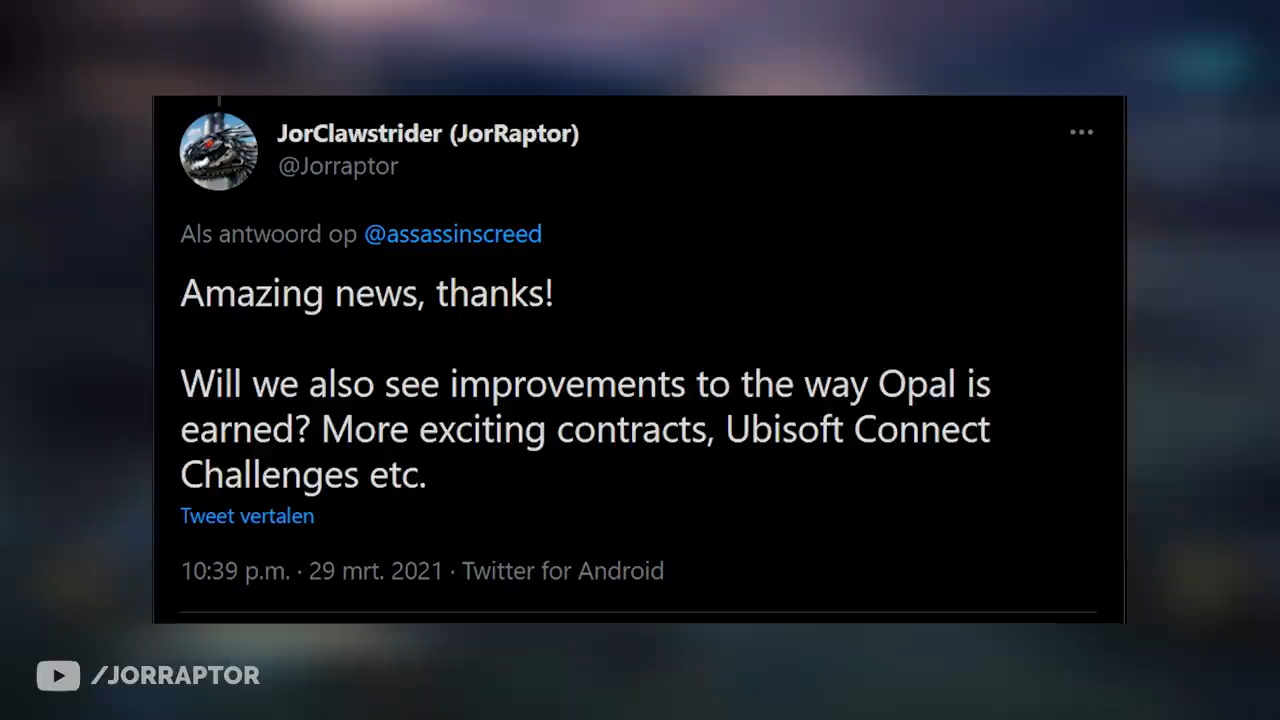 JorClawstrider (JorRaptor)
@Jorraptor
Als antwoord op @assassinscreed
Amazing news, thanks!
Will we also see improvements to the way Opal is
earned? More exciting contracts, Ubisoft Connect
Challenges etc.
Tweet vertalen
10:39 p.m. · 29 mrt. 2021 · Twitter for Android
/JORRAPTOR